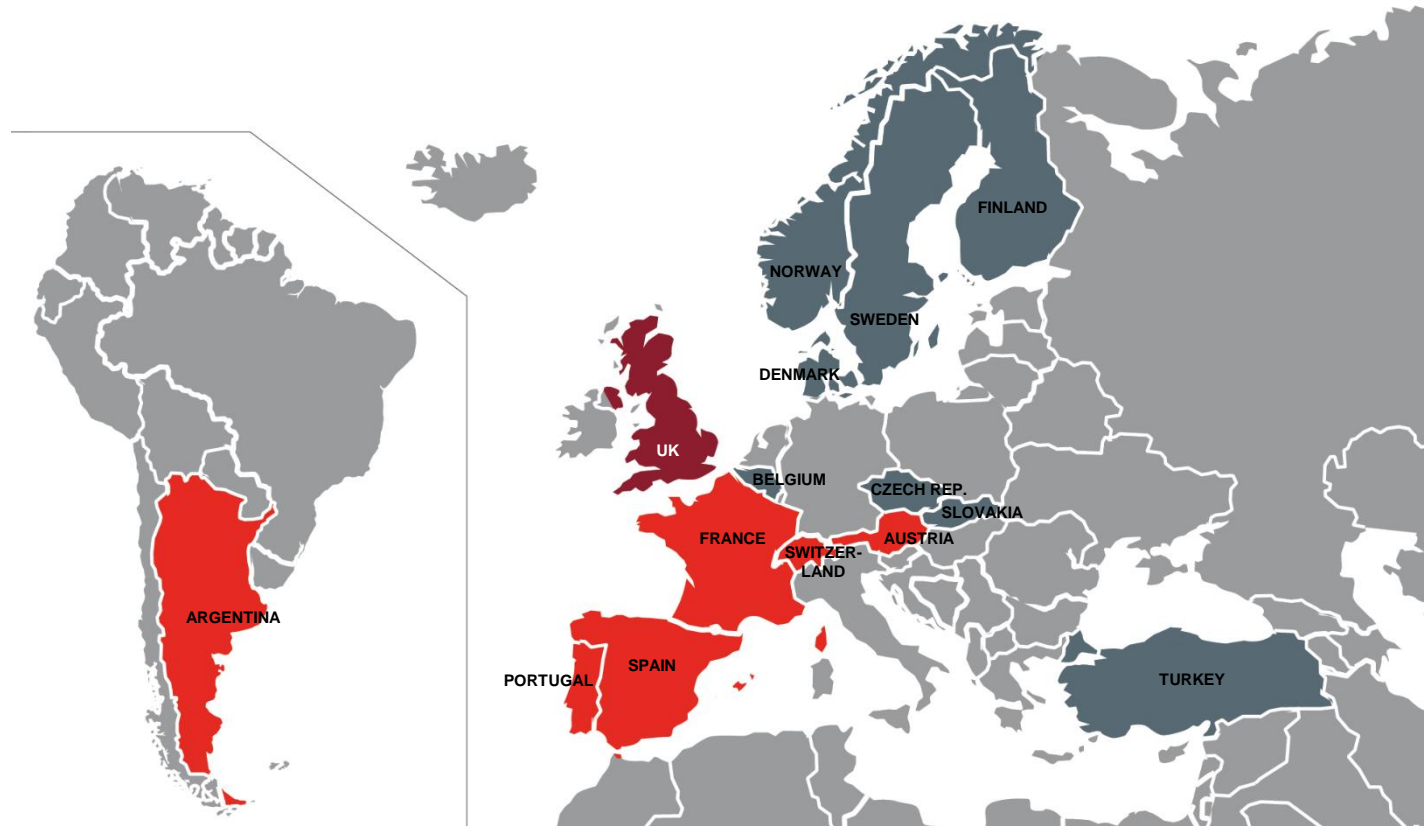 FINLAND
NORWAY
SWEDEN
DENMARK
UK
BELGIUM
CZECH REP.
SLOVAKIA
FRANCE
AUSTRIA
SWITZER-
LAND
ARGENTINA
SPAIN
PORTUGAL
TURKEY